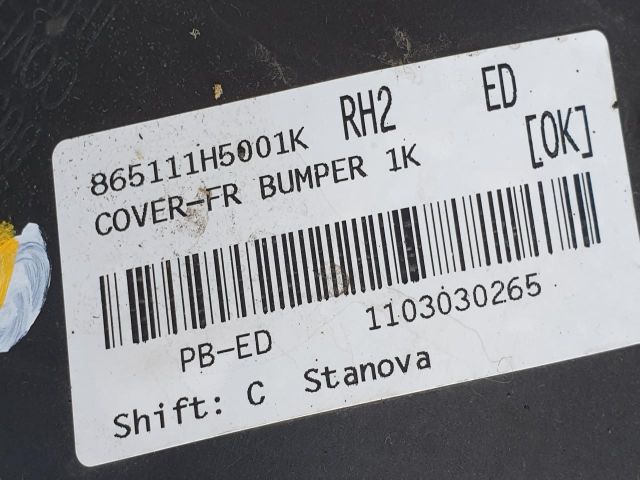 865111H5001K RH2 ED
COVER-FR BUMPER 1K [OK]
PB-ED 1103030265
Shift: C Stanova